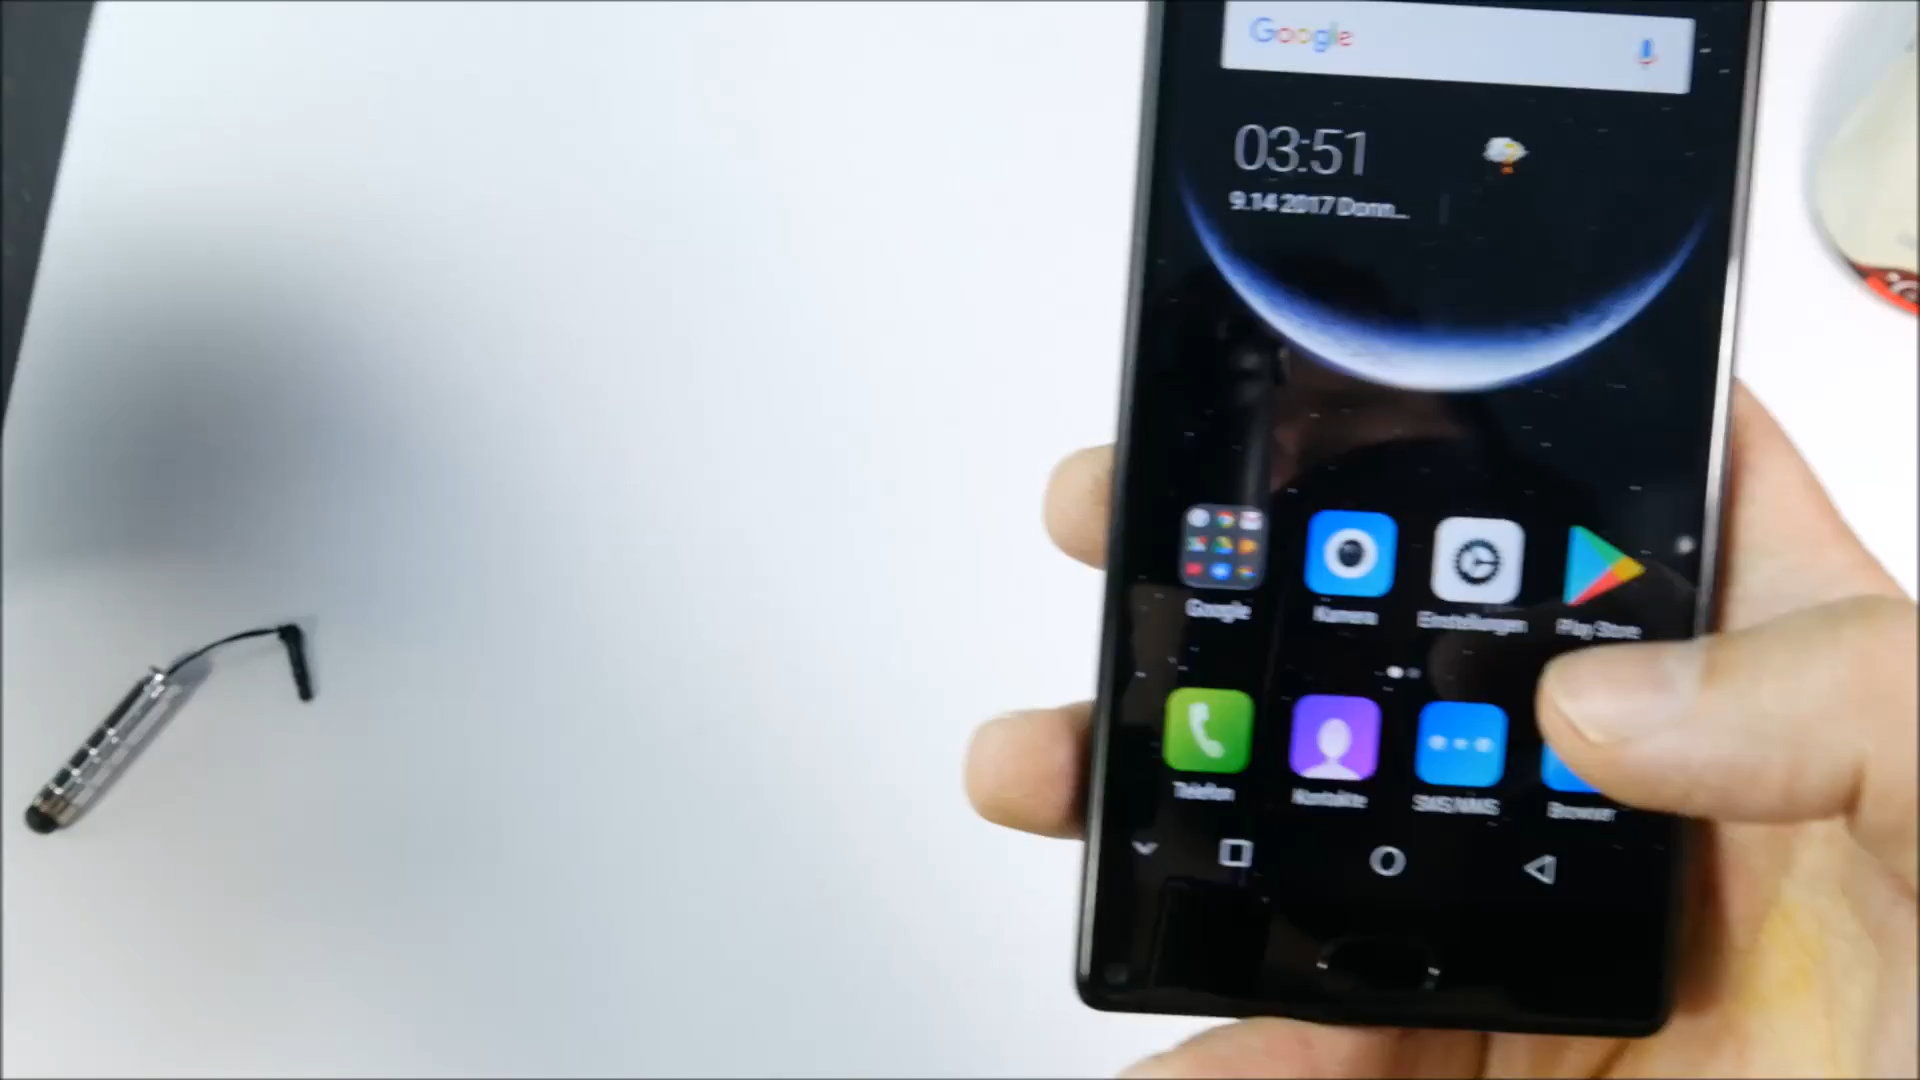 Google
03:51
9.14 2017 Donn...
Google
Kamera
Einstellungen
Play Store
Telefon
Kontakte
SMS/MMS
Browser